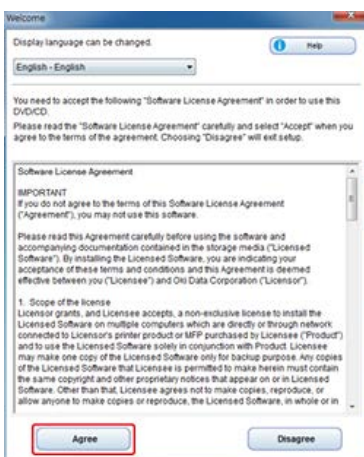 Welcome
Display language can be changed.
Help
English - English
You need to accept the following "Software License Agreement" in order to use this
DVD/CD.
Please read the "Software License Agreement" carefully and select "Accept" when you
agree to the terms of the agreement. Choosing "Disagree" will exit setup.
Software License Agreement
IMPORTANT
If you do not agree to the terms of this Software License Agreement
("Agreement"), you may not use this software.
Please read this Agreement carefully before using the software and
accompanying documentation contained in the storage media ("Licensed
Software"). By installing the Licensed Software, you are indicating your
acceptance of these terms and conditions and this Agreement is deemed
effective between you ("Licensee") and Oki Data Corporation ("Licensor").
1. Scope of the license
Licensor grants, and Licensee accepts, a non-exclusive license to install the
Licensed Software on multiple computers which are directly or through network
connected to Licensor's printer product or MFP purchased by Licensee ("Product")
and to use the Licensed Software solely in conjunction with Product. Licensee
may make one copy of the Licensed Software only for backup purpose. Any copies
of the Licensed Software that Licensee is permitted to make herein must contain
the same copyright and other proprietary notices that appear on or in Licensed
Software. Other than that, Licensee agrees not to make copies, reproduce, or
allow anyone to make copies or reproduce, the Licensed Software, in whole or in
Agree
Disagree